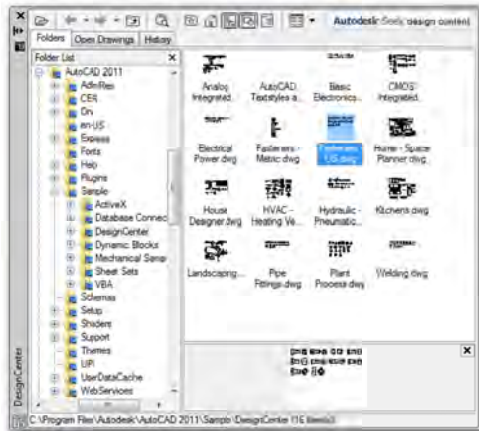 Autodesk Seek design content
Folders Open Drawings History
Folder List
AutoCAD 2011
AdmRes
CER
Drv
en-US
Express
Fonts
Help
Plugins
Sample
ActiveX
Database Connec
DesignCenter
Dynamic Blocks
Mechanical Samp
Sheet Sets
VBA
Schemas
Setup
Shaders
Support
Themes
UPI
UserDataCache
WebServices
Analog Integrated...
AutoCAD Textstyles a...
Basic Electronics...
CMOS Integrated...
Electrical Power.dwg
Fasteners - Metric.dwg
Fasteners - US.dwg
Home - Space Planner.dwg
House Designer.dwg
HVAC - Heating Ve...
Hydraulic - Pneumatic...
Kitchens.dwg
Landscaping...
Pipe Fittings.dwg
Plant Process.dwg
Welding.dwg
DesignCenter
C:\Program Files\Autodesk\AutoCAD 2011\Sample\DesignCenter (16 Item(s))